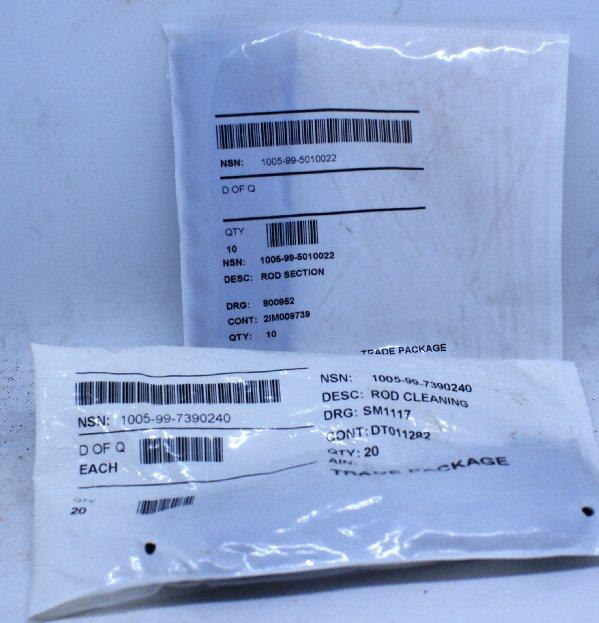 NSN: 1005-99-5010022
D OF Q
QTY
10
NSN: 1005-99-5010022
DESC: ROD SECTION
DRG: 800952
CONT: 2IM009739
QTY: 10
TRADE PACKAGE
NSN: 1005-99-7390240
D OF Q
EACH
QTY
20
NSN: 1005-99-7390240
DESC: ROD CLEANING
DRG: SM1117
CONT: DT011282
QTY: 20
AIN:
TRADE PACKAGE